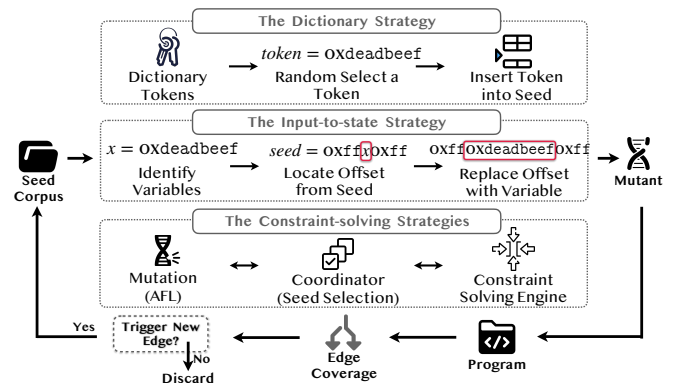 The Dictionary Strategy
token = 0xdeadbeef
Dictionary
Tokens
Random Select a
Token
Insert Token
into Seed
The Input-to-state Strategy
x = 0xdeadbeef
Identify
Variables
seed = 0xffx0xff
Locate Offset
from Seed
0xff0xdeadbeef0xff
Replace Offset
with Variable
Seed
Corpus
Mutant
The Constraint-solving Strategies
Mutation
(AFL)
Coordinator
(Seed Selection)
Constraint
Solving Engine
Yes
Trigger New
Edge?
No
Discard
Edge
Coverage
</>
Program